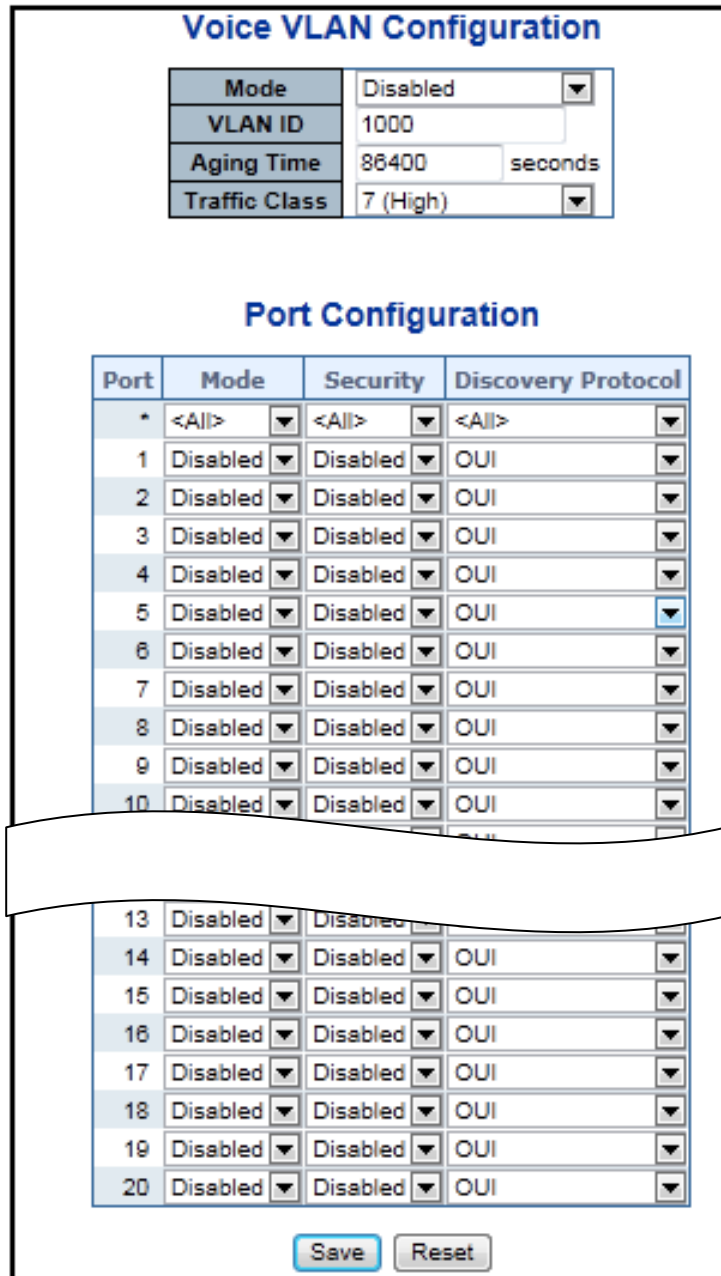 Voice VLAN Configuration
Mode Disabled
VLAN ID 1000
Aging Time 86400 seconds
Traffic Class 7 (High)
Port Configuration
Port Mode Security Discovery Protocol
* <All> <All> <All>
1 Disabled Disabled OUI
2 Disabled Disabled OUI
3 Disabled Disabled OUI
4 Disabled Disabled OUI
5 Disabled Disabled OUI
6 Disabled Disabled OUI
7 Disabled Disabled OUI
8 Disabled Disabled OUI
9 Disabled Disabled OUI
10 Disabled Disabled OUI
13 Disabled Disabled
14 Disabled Disabled OUI
15 Disabled Disabled OUI
16 Disabled Disabled OUI
17 Disabled Disabled OUI
18 Disabled Disabled OUI
19 Disabled Disabled OUI
20 Disabled Disabled OUI
Save Reset